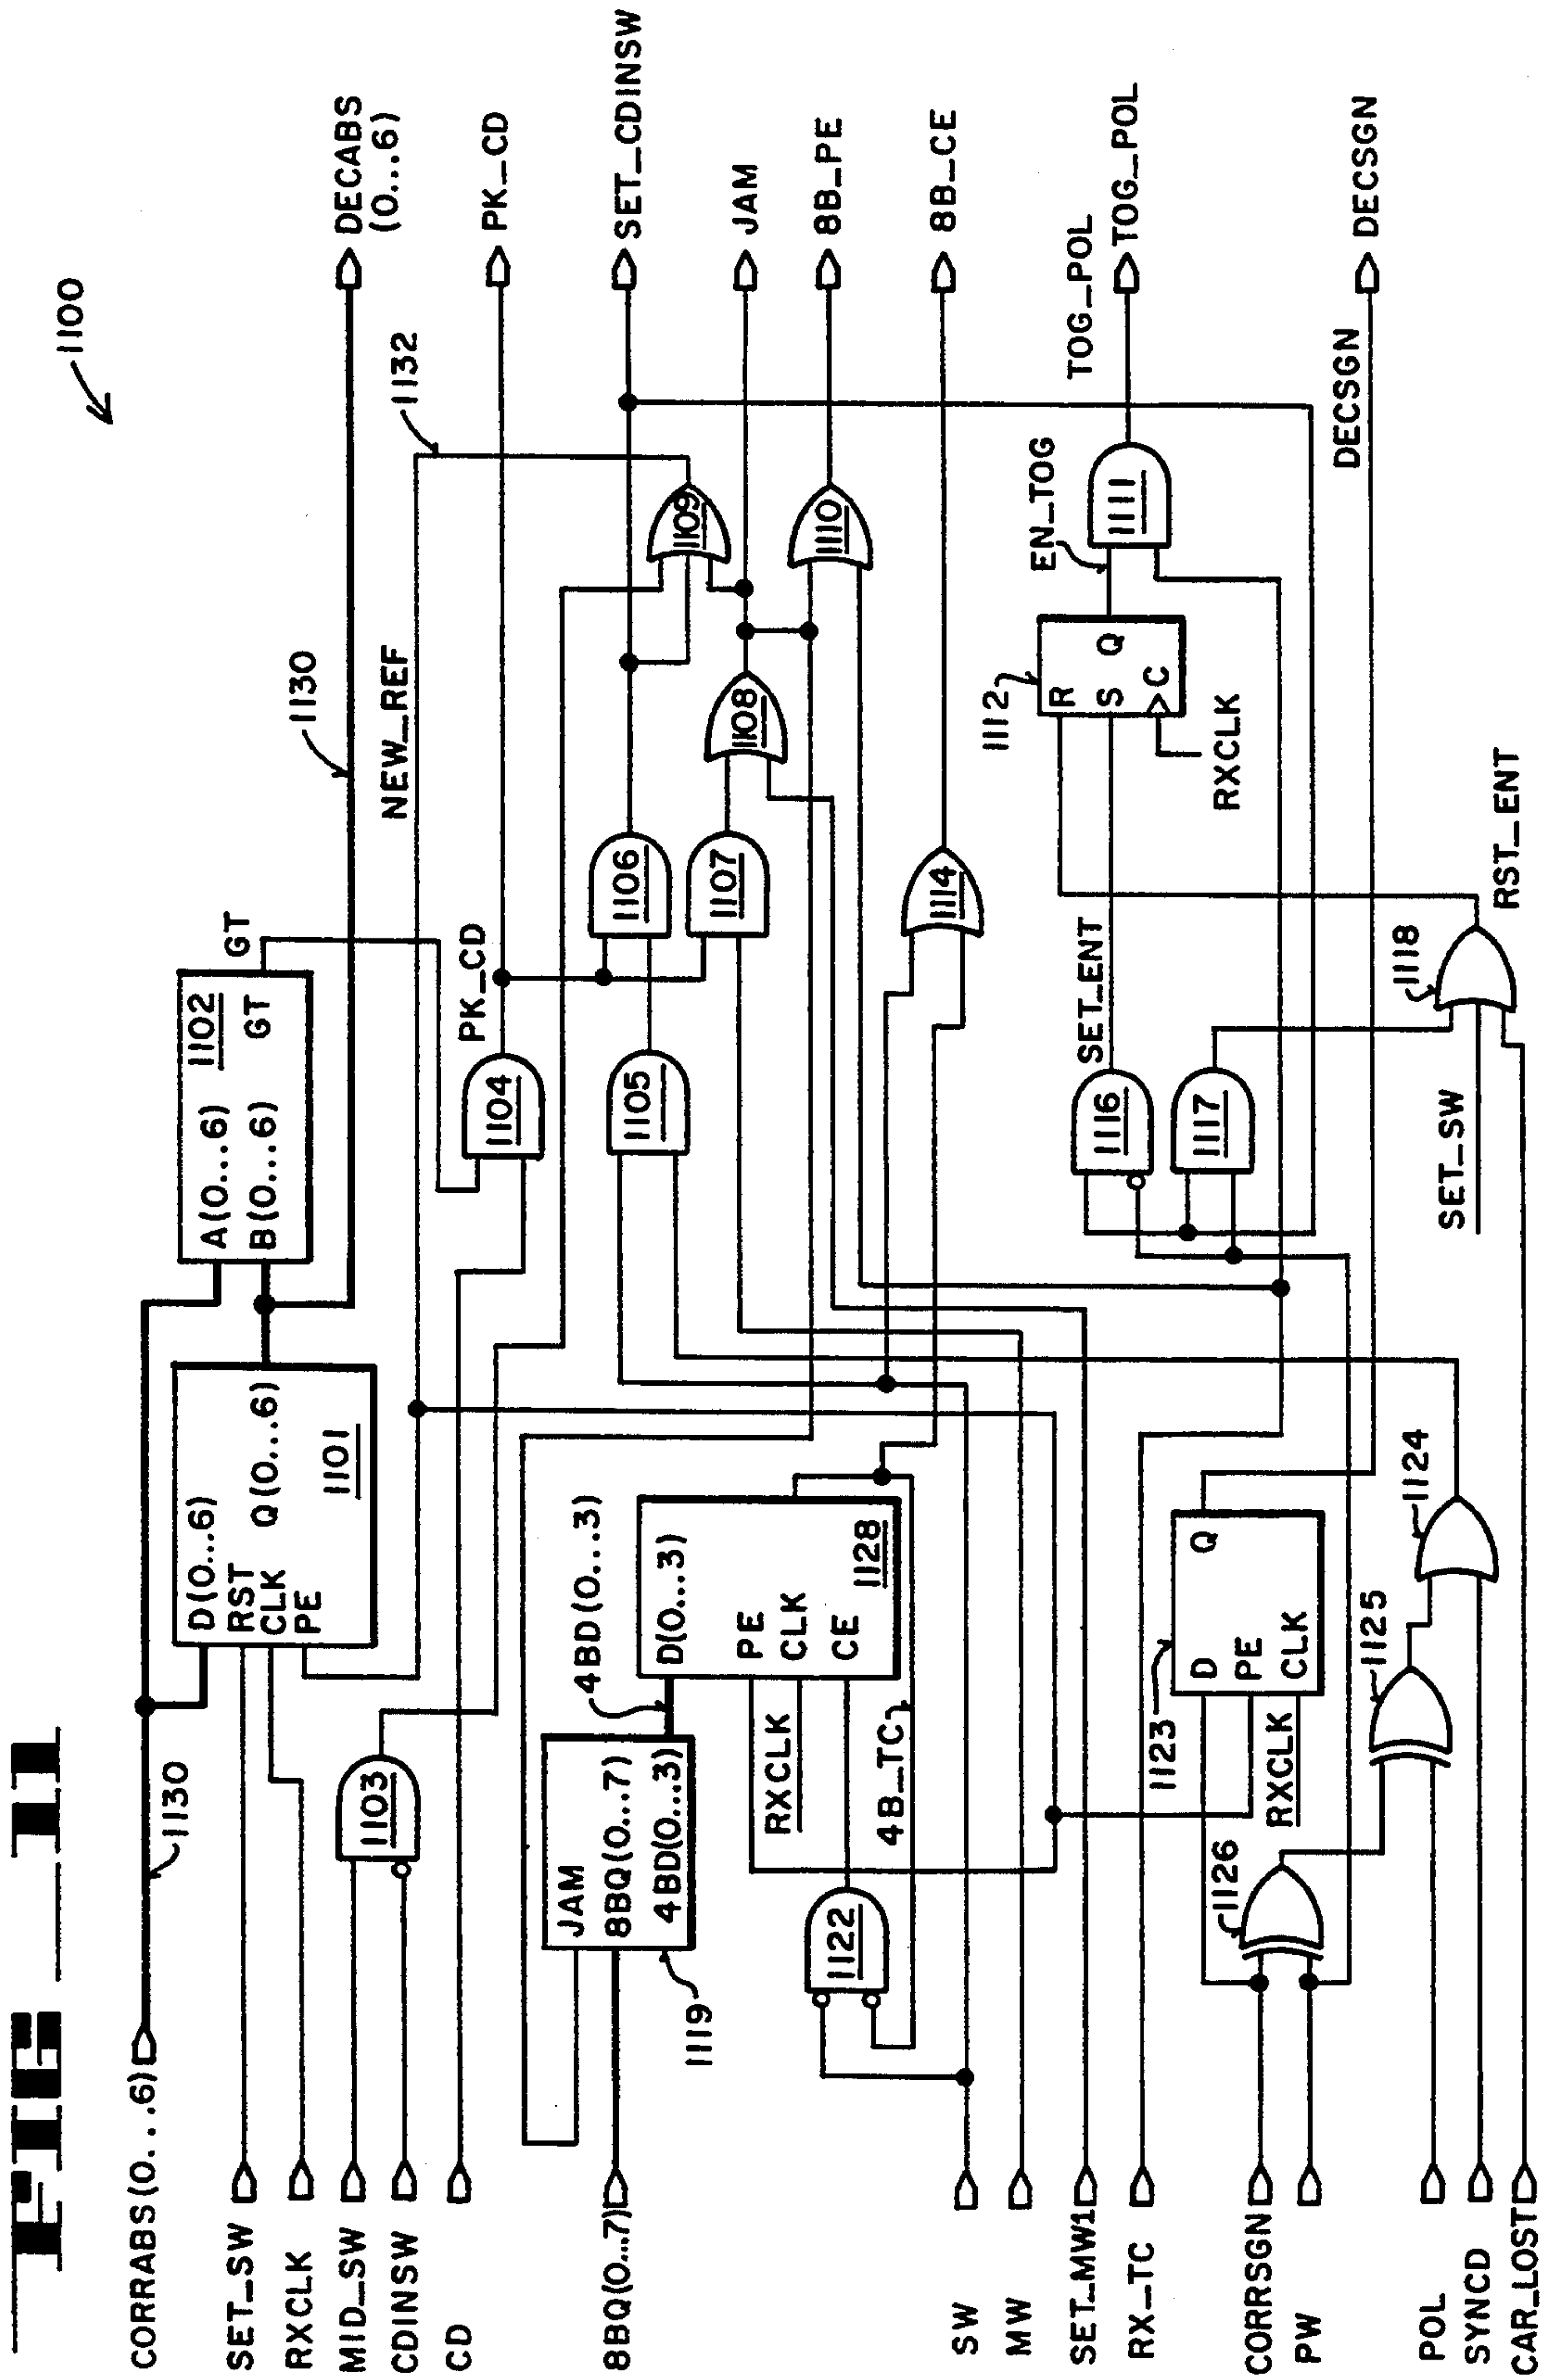 FIG_11
1100
CORRABS(0...6)
1130
SET_SW
RXCLK
MID_SW
CDINSW
CD
8BQ(0...7)
SW
MW
SET_MW1
RX_TC
CORRSGN
PW
POL
SYNCD
CAR_LOST
D(0...6)
RST
CLK
PE
Q(0...6)
1101
A(0...6)
B(0...6)
1102
GT
GT
1130
NEW_REF
1132
1103
PK_CD
1104
1105
1106
1107
1108
1109
1110
JAM
8BQ(0...7)
4BD(0...3)
1119
4BD(0...3)
D(0...3)
PE
CLK
CE
1128
RXCLK
4B_TC
1122
1114
SET_ENT
1116
1117
1112
R
S
C
Q
RXCLK
EN_TOG
1111
TOG_POL
1123
D
PE
CLK
Q
RXCLK
1126
1125
1124
SET_SW
1118
RST_ENT
DECSGN
DECABS
(0...6)
PK_CD
SET_CDINSW
JAM
8B_PE
8B_CE
TOG_POL
DECSGN